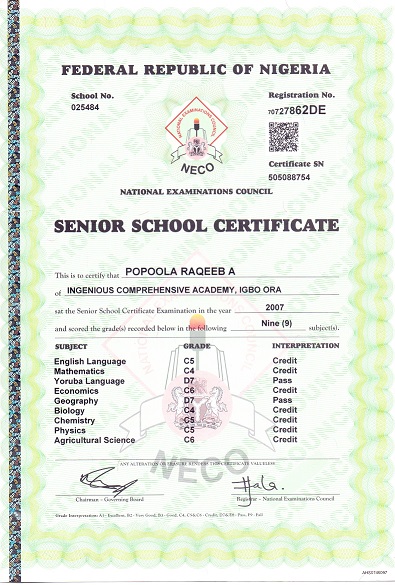 FEDERAL REPUBLIC OF NIGERIA
School No.
025484
Registration No.
70727862DE
NATIONAL EXAMINATIONS COUNCIL
NECO
Certificate SN
505088754
NATIONAL EXAMINATIONS COUNCIL
SENIOR SCHOOL CERTIFICATE
This is to certify that POPOOLA RAQEEB A
of INGENIOUS COMPREHENSIVE ACADEMY, IGBO ORA
sat the Senior School Certificate Examination in the year 2007
and scored the grade(s) recorded below in the following Nine (9) subject(s).
SUBJECT GRADE INTERPRETATION
English Language C5 Credit
Mathematics C4 Credit
Yoruba Language D7 Pass
Economics C6 Credit
Geography D7 Pass
Biology C4 Credit
Chemistry C5 Credit
Physics C5 Credit
Agricultural Science C6 Credit
NECO
ANY ALTERATION OR ERASURE RENDERS THIS CERTIFICATE VALUELESS
Chairman - Governing Board
Registrar - National Examinations Council